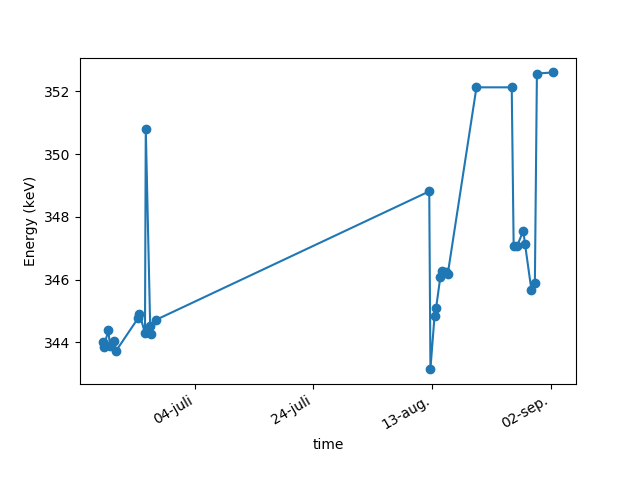 352
350
348
346
344
Energy (keV)
04-juli
24-juli
13-aug.
02-sep.
time